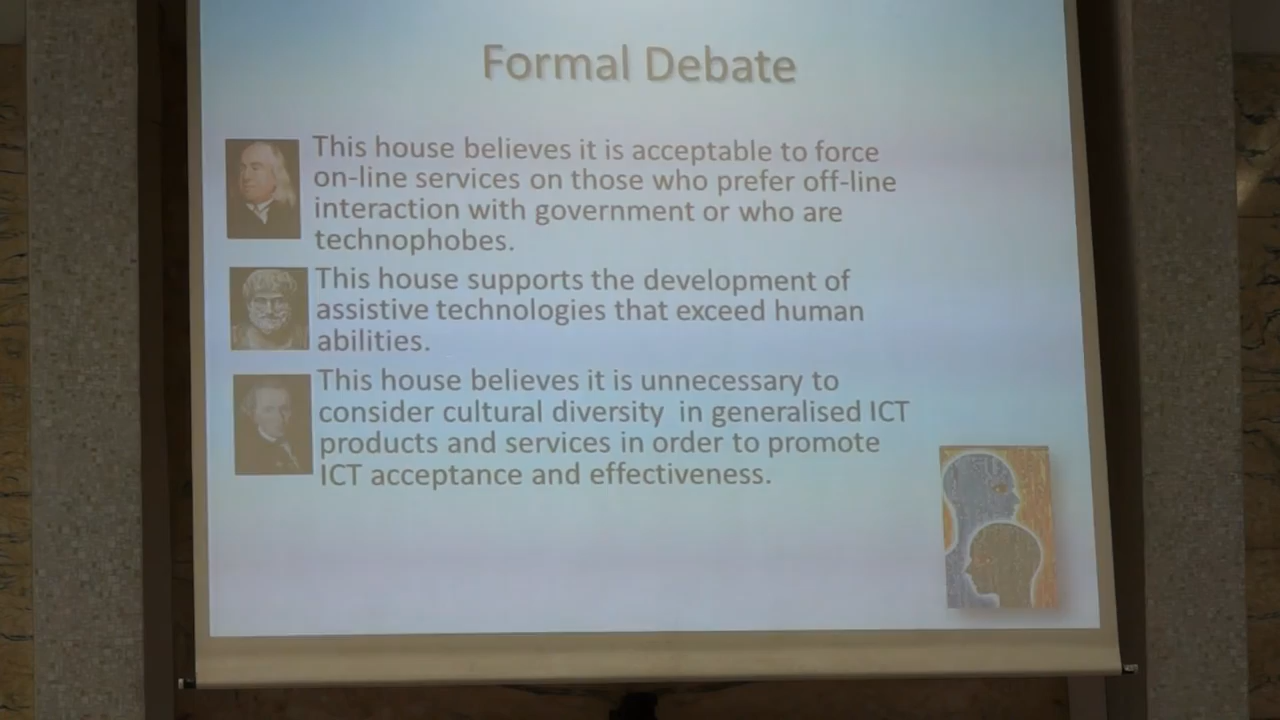 Formal Debate
This house believes it is acceptable to force
on-line services on those who prefer off-line
interaction with government or who are
technophobes.
This house supports the development of
assistive technologies that exceed human
abilities.
This house believes it is unnecessary to
consider cultural diversity  in generalised ICT
products and services in order to promote
ICT acceptance and effectiveness.